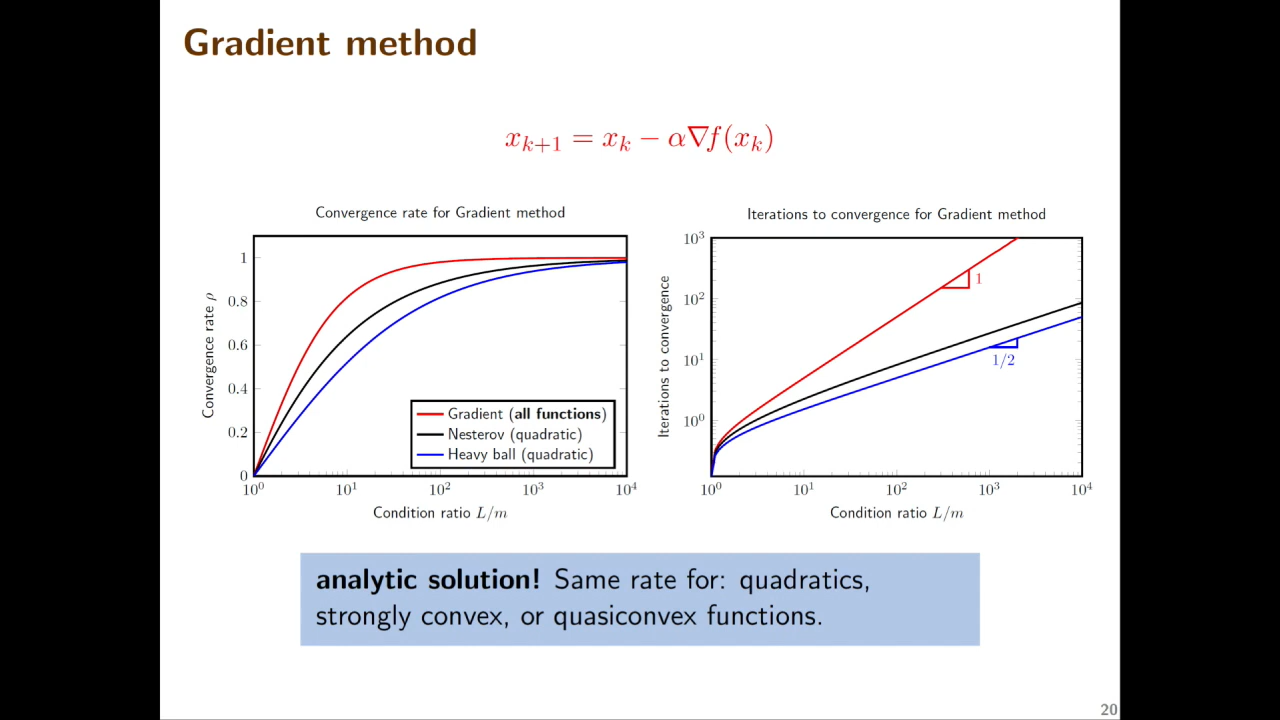 Gradient method
x_{k+1} = x_k − α∇f(x_k)
Convergence rate for Gradient method
Convergence rate ρ
1
0.8
0.6
0.4
0.2
0
Gradient (all functions)
Nesterov (quadratic)
Heavy ball (quadratic)
10^0 10^1 10^2 10^3 10^4
Condition ratio L/m
Iterations to convergence for Gradient method
Iterations to convergence
10^3
10^2
10^1
10^0
1
1/2
10^0 10^1 10^2 10^3 10^4
Condition ratio L/m
analytic solution! Same rate for: quadratics,
strongly convex, or quasiconvex functions.
20